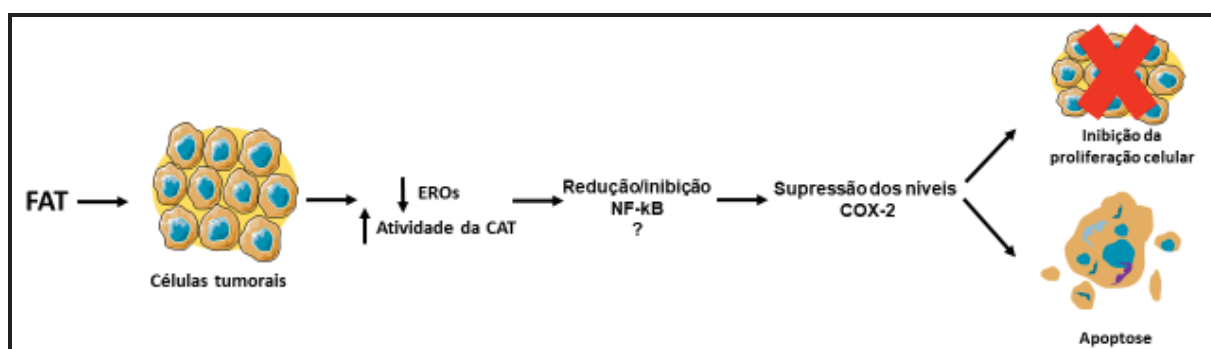 FAT
Células tumorais
EROs
Atividade da CAT
Redução/inibição
NF-kB
?
Supressão dos níveis
COX-2
Inibição da
proliferação celular
Apoptose